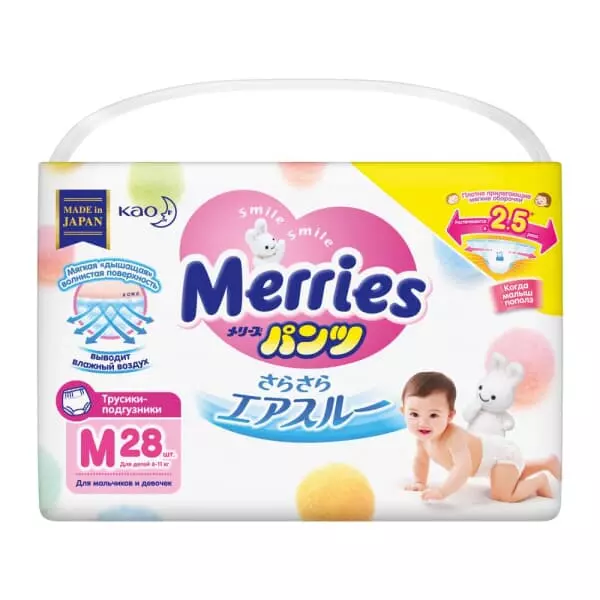 MADE in
JAPAN
Kao
smile smile
Merries
メリーズ パンツ
さらさら
エアスルー
Мягкая "дышащая"
волнистая поверхность
выводит
влажный воздух
Трусики-
подгузники
M 28 шт.
Для детей 6-11 кг
Для мальчиков и девочек
Плотно прилегающие
мягкие оборочки
Растягиваются
в 2.5* раза
Когда
малыш
пополз